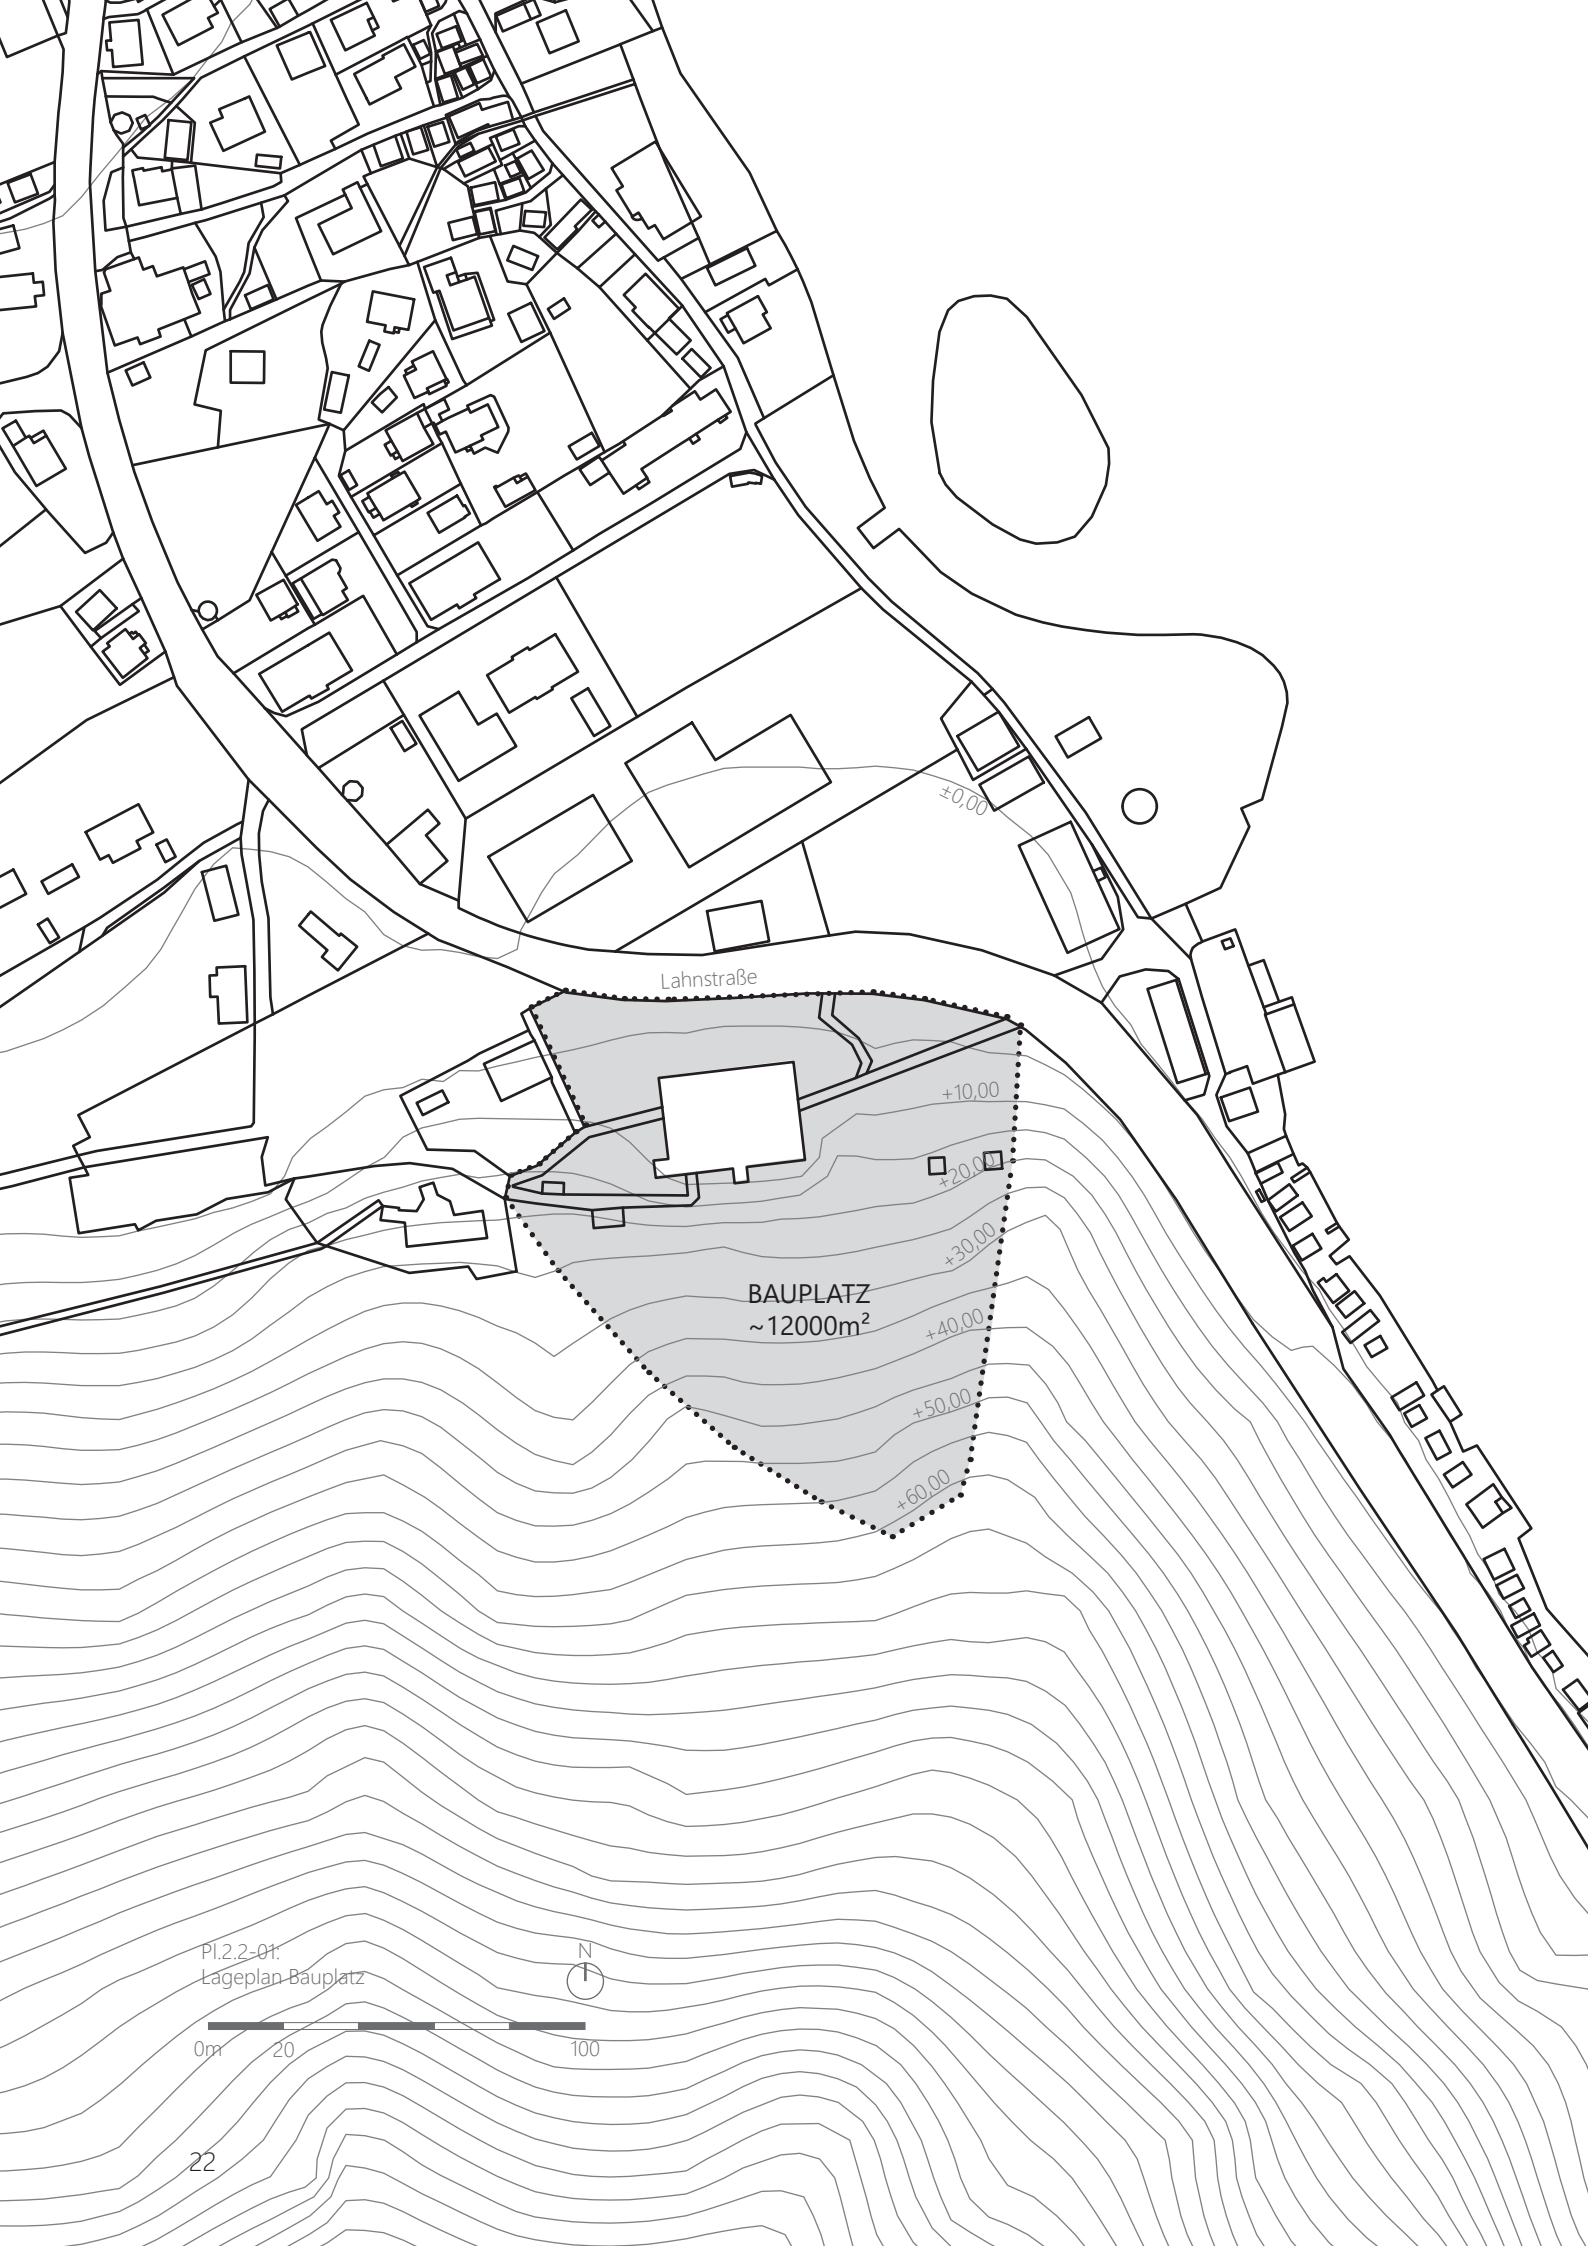 ±0,00
Lahnstraße
+10,00
+20,00
+30,00
BAUPLATZ
~12000m²
+40,00
+50,00
+60,00
Pl.2.2-01:
Lageplan Bauplatz
N
0m 20 100
22